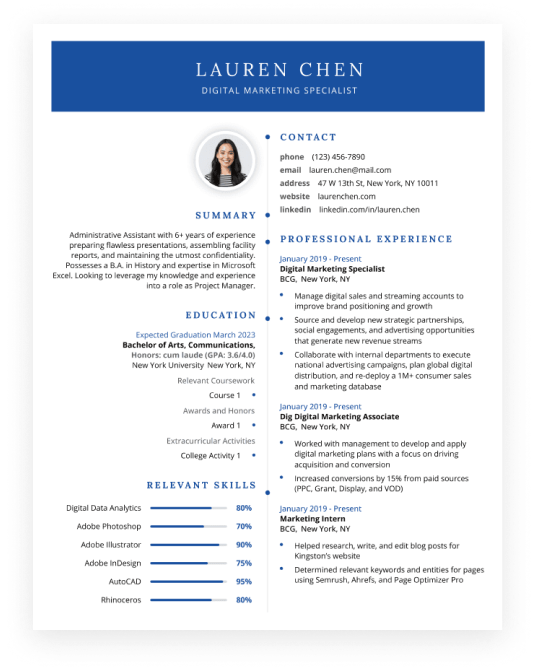 LAUREN CHEN
DIGITAL MARKETING SPECIALIST
SUMMARY
Administrative Assistant with 6+ years of experience
preparing flawless presentations, assembling facility
reports, and maintaining the utmost confidentiality.
Possesses a B.A. in History and expertise in Microsoft
Excel. Looking to leverage my knowledge and experience
into a role as Project Manager.
EDUCATION
Expected Graduation March 2023
Bachelor of Arts, Communications,
Honors: cum laude (GPA: 3.6/4.0)
New York University New York, NY
Relevant Coursework
Course 1
Awards and Honors
Award 1
Extracurricular Activities
College Activity 1
RELEVANT SKILLS
Digital Data Analytics 80%
Adobe Photoshop 70%
Adobe Illustrator 90%
Adobe InDesign 75%
AutoCAD 95%
Rhinoceros 80%
CONTACT
phone (123) 456-7890
email lauren.chen@mail.com
address 47 W 13th St, New York, NY 10011
website laurenchen.com
linkedin linkedin.com/in/lauren.chen
PROFESSIONAL EXPERIENCE
January 2019 - Present
Digital Marketing Specialist
BCG, New York, NY
• Manage digital sales and streaming accounts to
improve brand positioning and growth
• Source and develop new strategic partnerships,
social engagements, and advertising opportunities
that generate new revenue streams
• Collaborate with internal departments to execute
national advertising campaigns, plan global digital
distribution, and re-deploy a 1M+ consumer sales
and marketing database
January 2019 - Present
Dig Digital Marketing Associate
BCG, New York, NY
• Worked with management to develop and apply
digital marketing plans with a focus on driving
acquisition and conversion
• Increased conversions by 15% from paid sources
(PPC, Grant, Display, and VOD)
January 2019 - Present
Marketing Intern
BCG, New York, NY
• Helped research, write, and edit blog posts for
Kingston's website
• Determined relevant keywords and entities for pages
using Semrush, Ahrefs, and Page Optimizer Pro